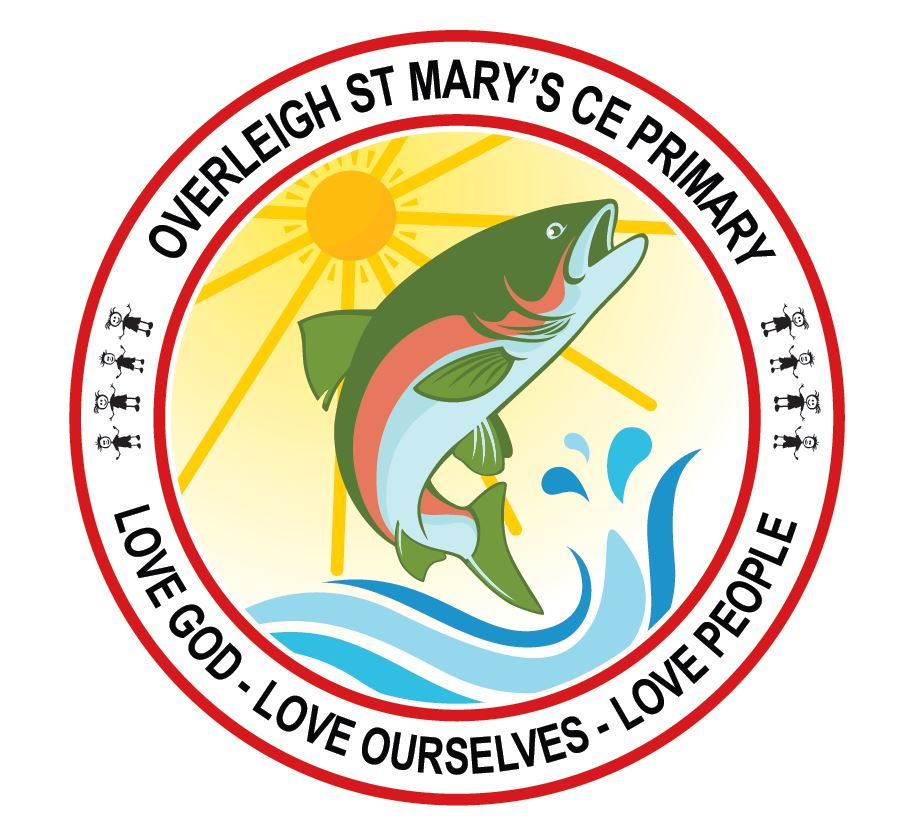 OVERLEIGH ST MARY'S CE PRIMARY
LOVE GOD - LOVE OURSELVES - LOVE PEOPLE